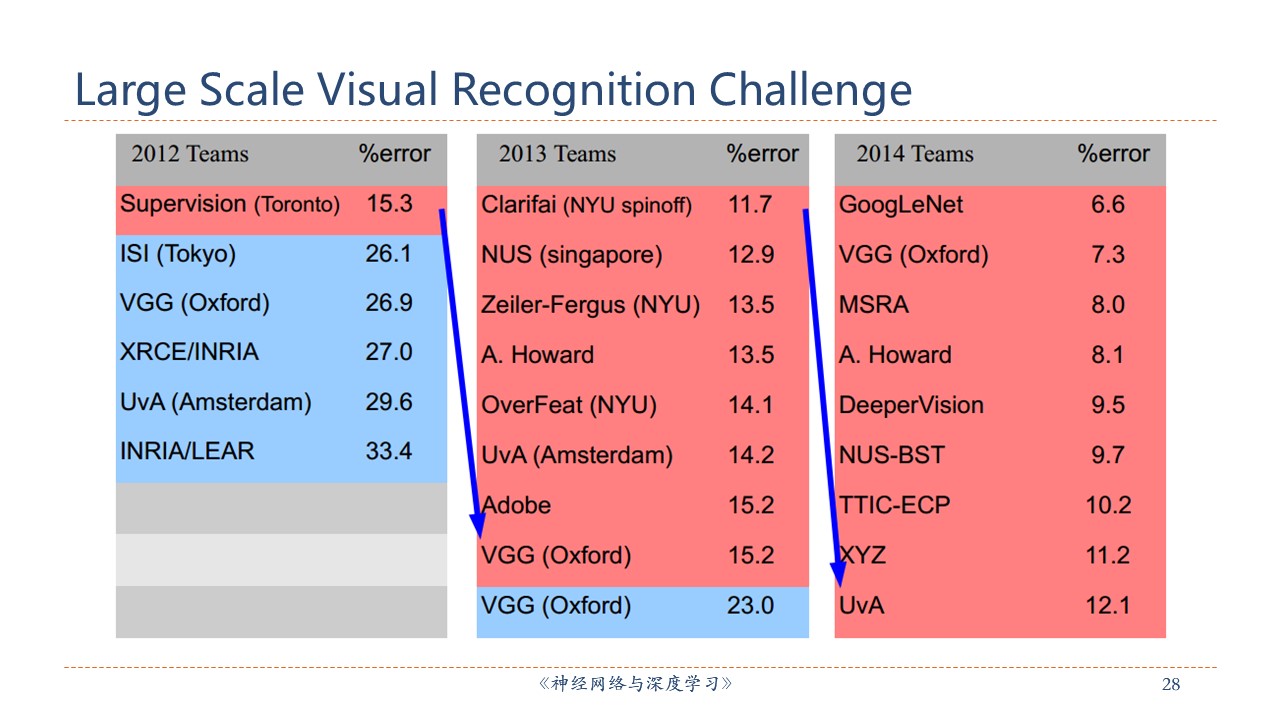 Large Scale Visual Recognition Challenge
2012 Teams %error
Supervision (Toronto) 15.3
ISI (Tokyo) 26.1
VGG (Oxford) 26.9
XRCE/INRIA 27.0
UvA (Amsterdam) 29.6
INRIA/LEAR 33.4
2013 Teams %error
Clarifai (NYU spinoff) 11.7
NUS (singapore) 12.9
Zeiler-Fergus (NYU) 13.5
A. Howard 13.5
OverFeat (NYU) 14.1
UvA (Amsterdam) 14.2
Adobe 15.2
VGG (Oxford) 15.2
VGG (Oxford) 23.0
2014 Teams %error
GoogLeNet 6.6
VGG (Oxford) 7.3
MSRA 8.0
A. Howard 8.1
DeeperVision 9.5
NUS-BST 9.7
TTIC-ECP 10.2
XYZ 11.2
UvA 12.1
《神经网络与深度学习》
28